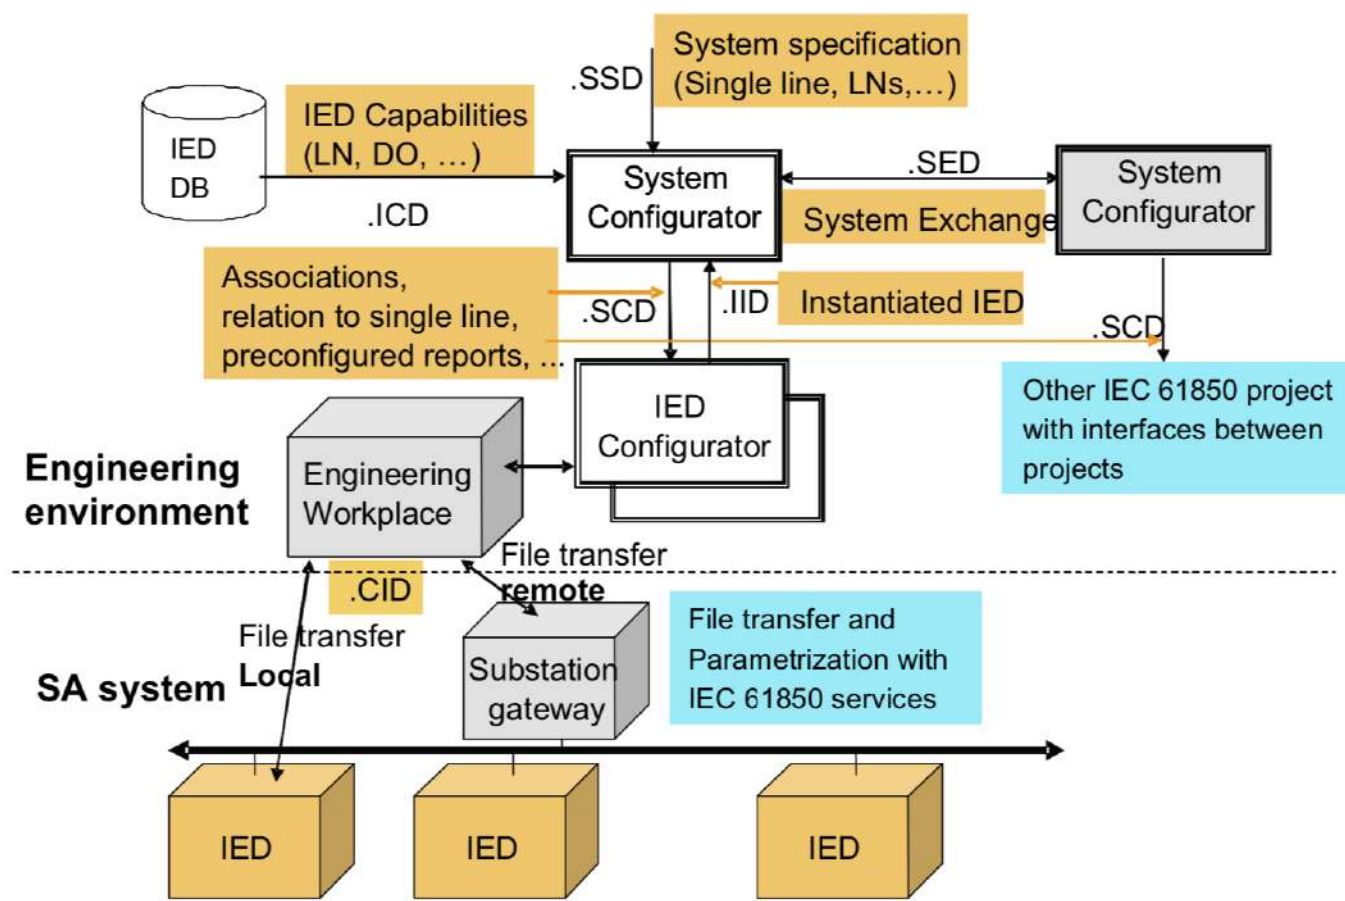 System specification
(Single line, LNs,…)
.SSD
IED Capabilities
(LN, DO, …)
IED
DB
.ICD
System
Configurator
.SED
System
Configurator
System Exchange
Associations,
relation to single line,
preconfigured reports, ...
.SCD
.IID
Instantiated IED
.SCD
IED
Configurator
Other IEC 61850 project
with interfaces between
projects
Engineering
environment
Engineering
Workplace
File transfer
remote
.CID
File transfer
Local
SA system
Substation
gateway
File transfer and
Parametrization with
IEC 61850 services
IED
IED
IED